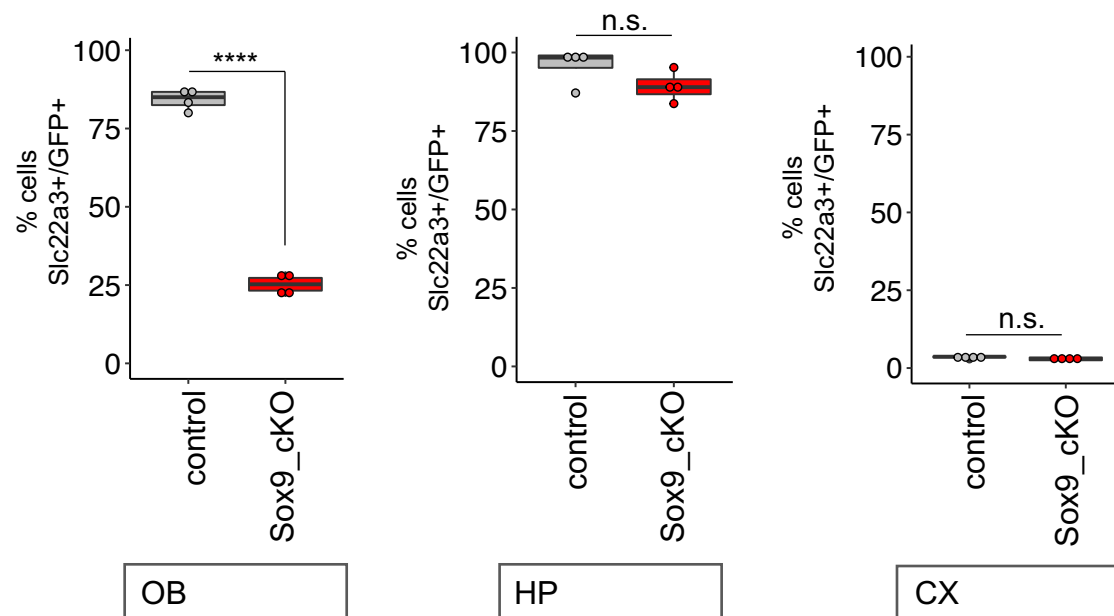 % cells
Slc22a3+/GFP+
100
75
50
25
0
****
control
Sox9_cKO
OB
% cells
Slc22a3+/GFP+
100
75
50
25
0
n.s.
control
Sox9_cKO
HP
% cells
Slc22a3+/GFP+
100
75
50
25
0
n.s.
control
Sox9_cKO
CX